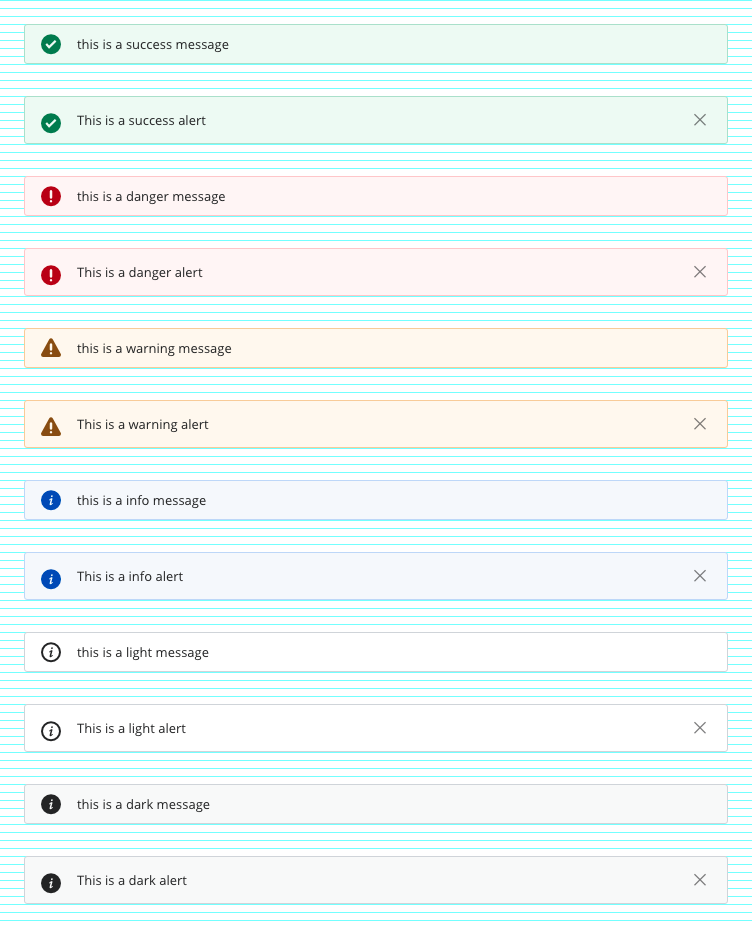 this is a success message
This is a success alert
this is a danger message
This is a danger alert
this is a warning message
This is a warning alert
this is a info message
This is a info alert
this is a light message
This is a light alert
this is a dark message
This is a dark alert